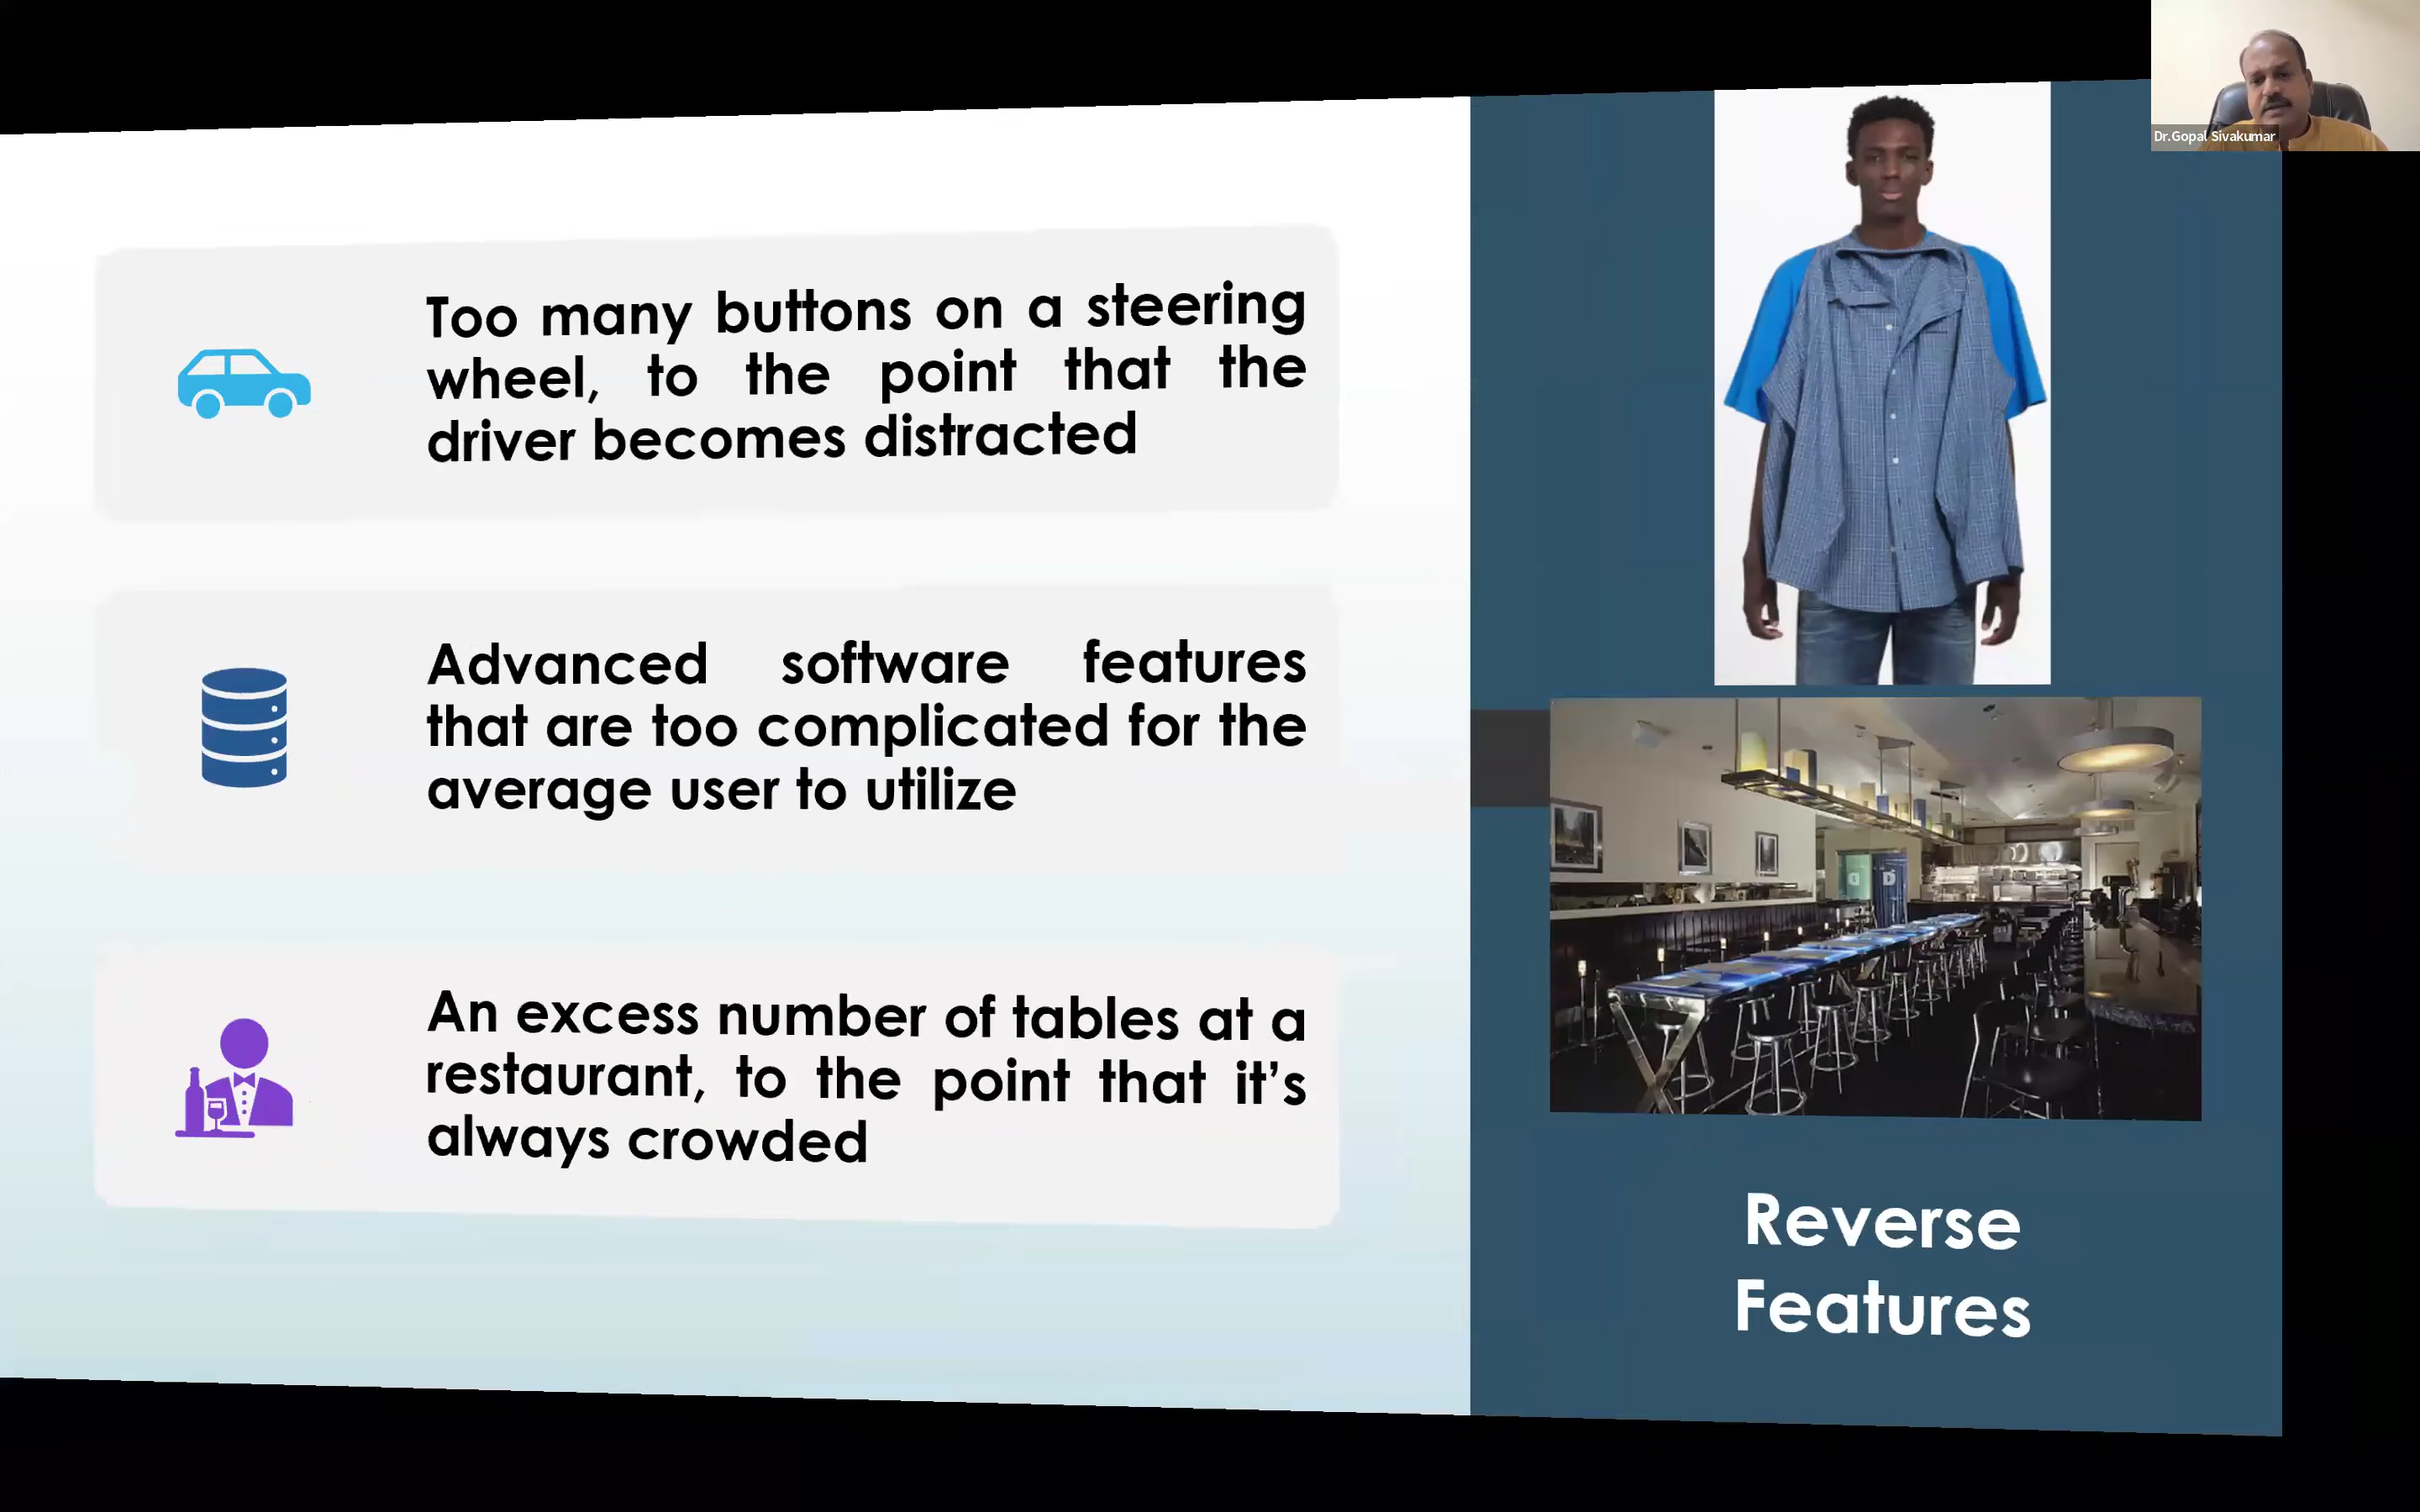 Dr.Gopal Sivakumar
Too many buttons on a steering
wheel, to the point that the
driver becomes distracted
Advanced software features
that are too complicated for the
average user to utilize
An excess number of tables at a
restaurant, to the point that it's
always crowded
Reverse
Features